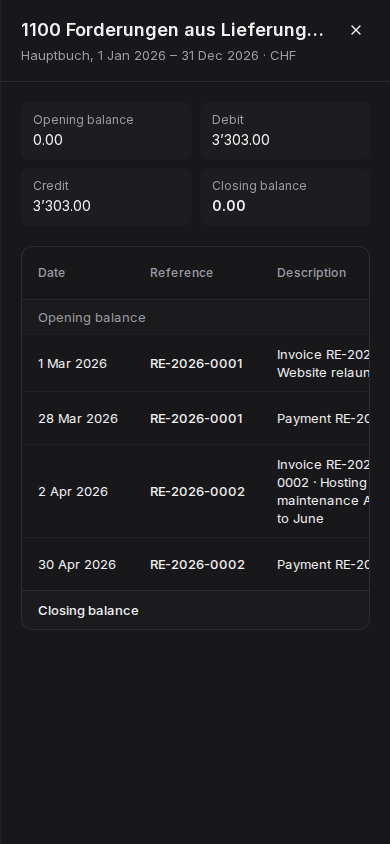 1100 Forderungen aus Lieferung...
Hauptbuch, 1 Jan 2026 – 31 Dec 2026 · CHF
Opening balance
0.00
Debit
3’303.00
Credit
3’303.00
Closing balance
0.00
Date Reference Description
Opening balance
1 Mar 2026 RE-2026-0001 Invoice RE-202
Website relaun
28 Mar 2026 RE-2026-0001 Payment RE-20
2 Apr 2026 RE-2026-0002 Invoice RE-202
0002 · Hosting
maintenance A
to June
30 Apr 2026 RE-2026-0002 Payment RE-20
Closing balance